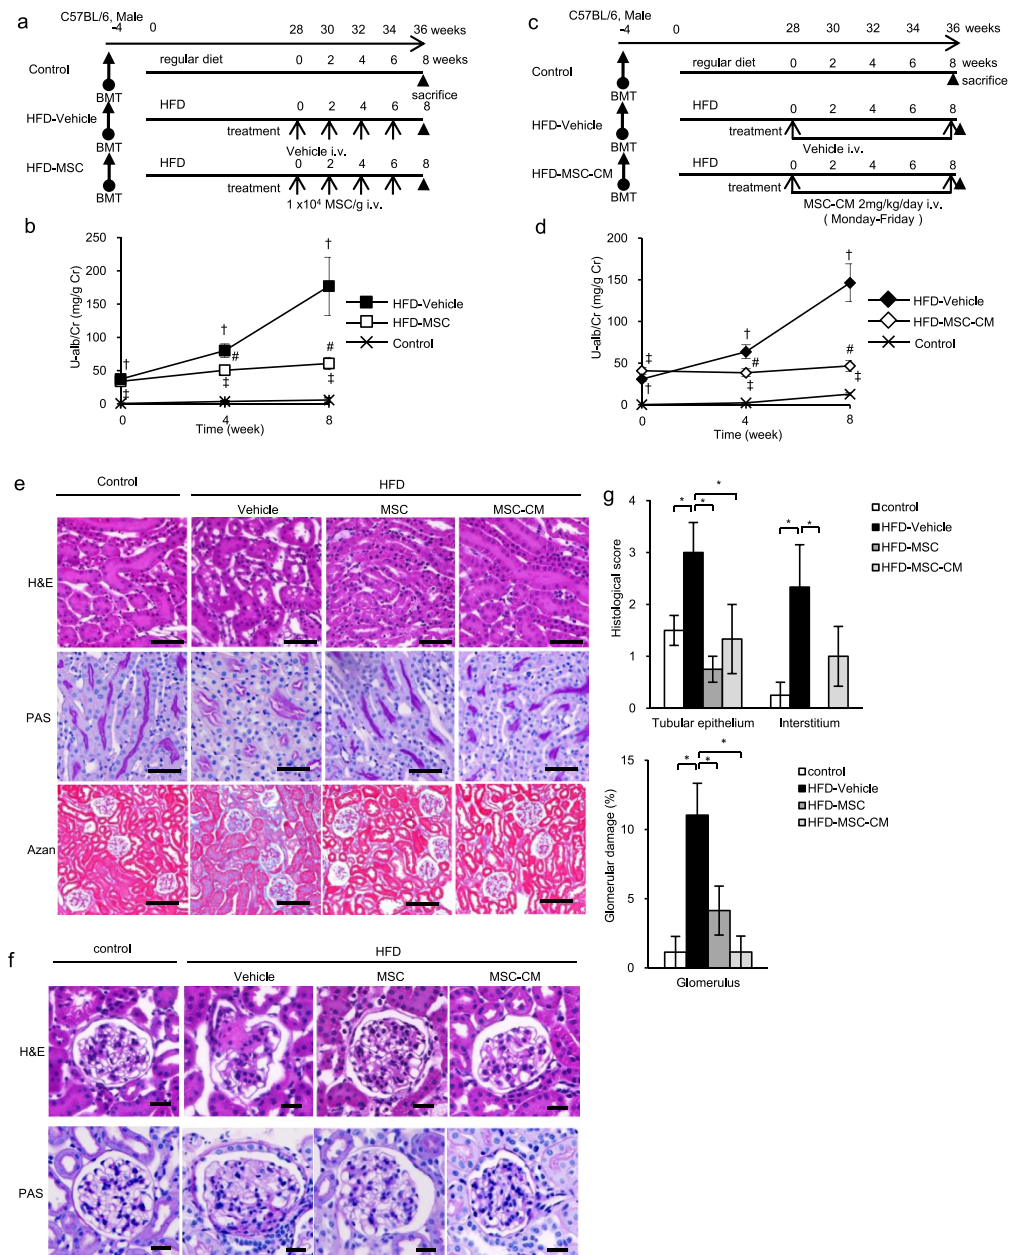 a
C57BL/6, Male
-4 0 28 30 32 34 36 weeks
Control
regular diet 0 2 4 6 8 weeks
BMT
sacrifice
HFD-Vehicle
HFD 0 2 4 6 8
treatment
BMT
Vehicle i.v.
HFD-MSC
HFD 0 2 4 6 8
treatment
BMT
1 x10⁴ MSC/g i.v.
c
C57BL/6, Male
-4 0 28 30 32 34 36 weeks
Control
regular diet 0 2 4 6 8 weeks
BMT
sacrifice
HFD-Vehicle
HFD 0 2 4 6 8
treatment
BMT
Vehicle i.v.
HFD-MSC-CM
HFD 0 2 4 6 8
treatment
BMT
MSC-CM 2mg/kg/day i.v.
( Monday-Friday )
b
U-alb/Cr (mg/g Cr)
250
200
150
100
50
0
† † †
# #
‡ ‡ ‡
0 4 8
Time (week)
HFD-Vehicle
HFD-MSC
Control
d
U-alb/Cr (mg/g Cr)
200
150
100
50
0
† † †
# #
‡ ‡ ‡
0 4 8
Time (week)
HFD-Vehicle
HFD-MSC-CM
Control
e
Control HFD
Vehicle MSC MSC-CM
H&E
PAS
Azan
f
control HFD
Vehicle MSC MSC-CM
H&E
PAS
g
Histological score
4
3
2
1
0
* * *
* *
Tubular epithelium Interstitium
control
HFD-Vehicle
HFD-MSC
HFD-MSC-CM
Glomerular damage (%)
15
10
5
0
* * *
Glomerulus
control
HFD-Vehicle
HFD-MSC
HFD-MSC-CM